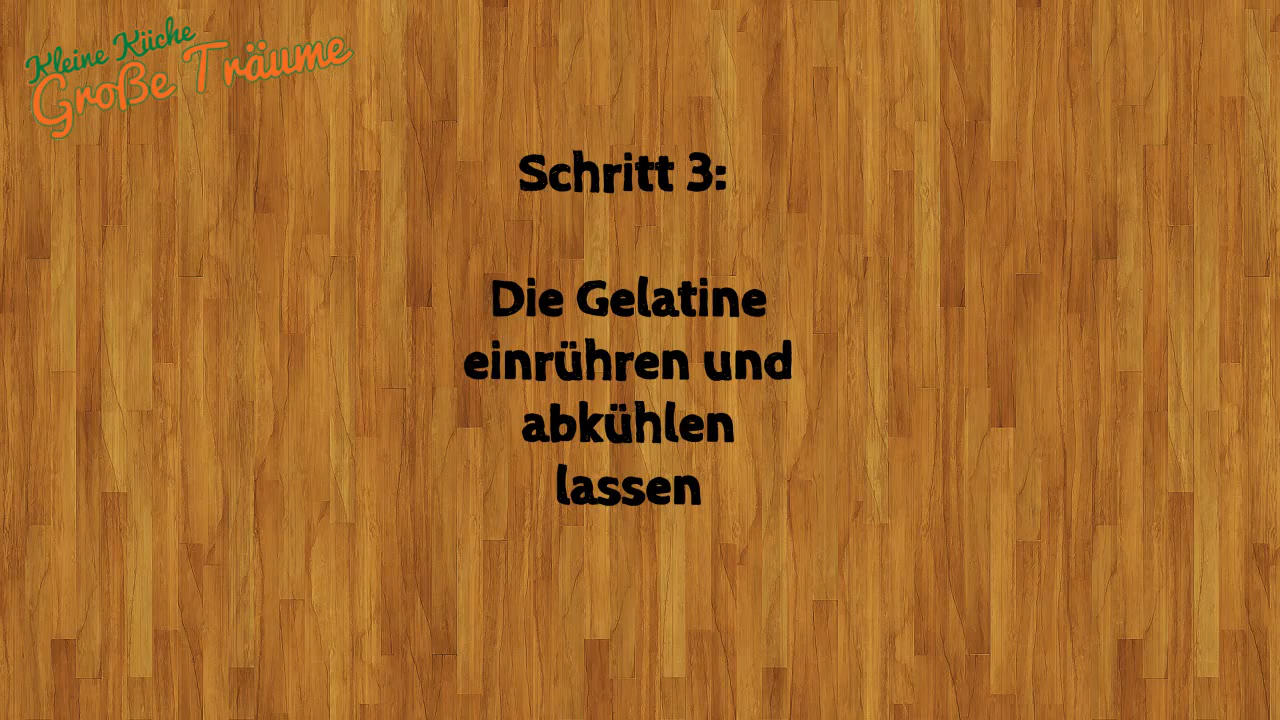 Kleine Küche
Große Träume
Schritt 3:
Die Gelatine
einrühren und
abkühlen
lassen